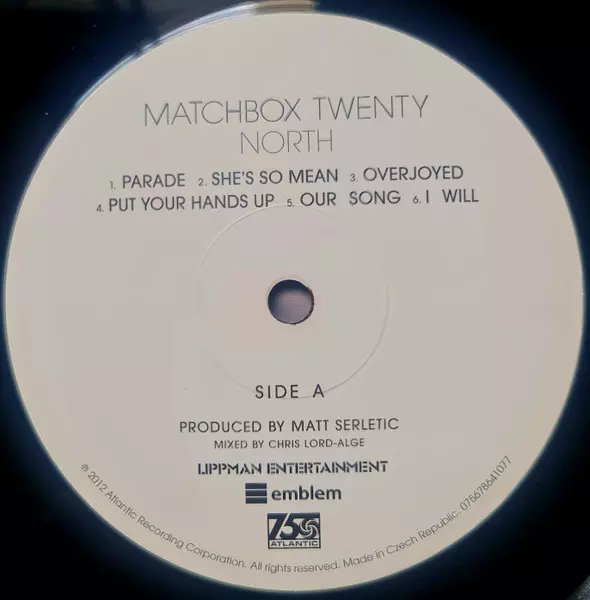 MATCHBOX TWENTY
NORTH
1. PARADE 2. SHE'S SO MEAN 3. OVERJOYED
4. PUT YOUR HANDS UP 5. OUR SONG 6. I WILL
SIDE A
PRODUCED BY MATT SERLETIC
MIXED BY CHRIS LORD-ALGE
LIPPMAN ENTERTAINMENT
emblem
75
ATLANTIC
℗ 2012 Atlantic Recording Corporation. All rights reserved. Made in Czech Republic. 075678641077